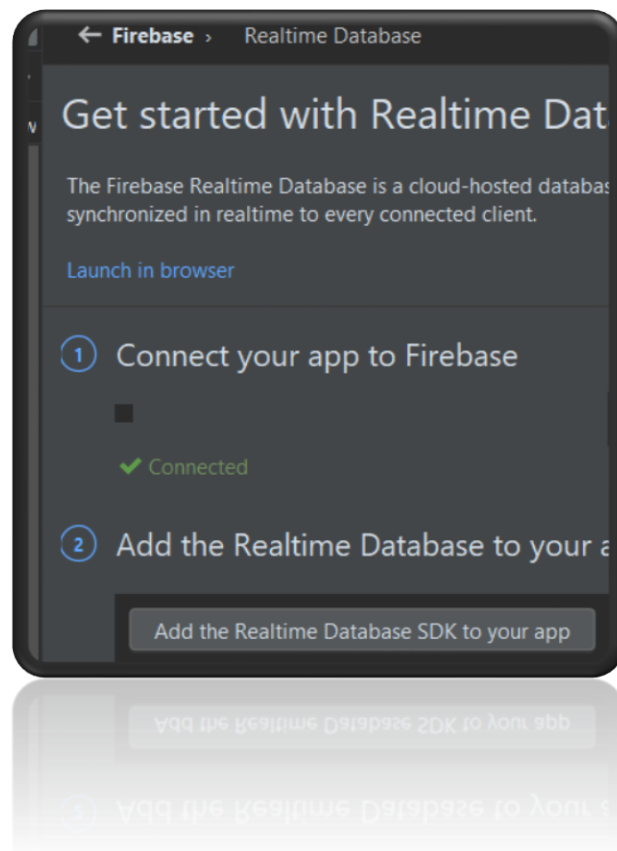 ← Firebase › Realtime Database
Get started with Realtime Dat
The Firebase Realtime Database is a cloud-hosted databas
synchronized in realtime to every connected client.
Launch in browser
1 Connect your app to Firebase
✔ Connected
2 Add the Realtime Database to your a
Add the Realtime Database SDK to your app